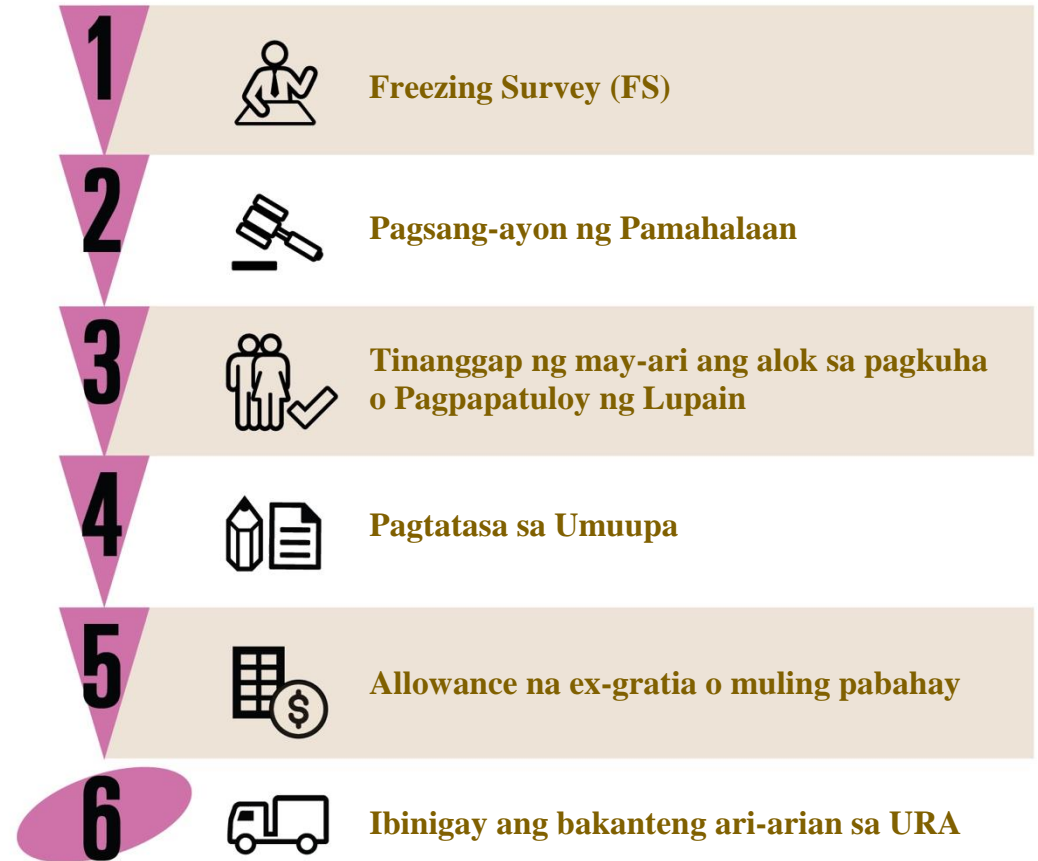 1
Freezing Survey (FS)
2
Pagsang-ayon ng Pamahalaan
3
Tinanggap ng may-ari ang alok sa pagkuha
o Pagpapatuloy ng Lupain
4
Pagtatasa sa Umuupa
5
$
Allowance na ex-gratia o muling pabahay
6
Ibinigay ang bakanteng ari-arian sa URA